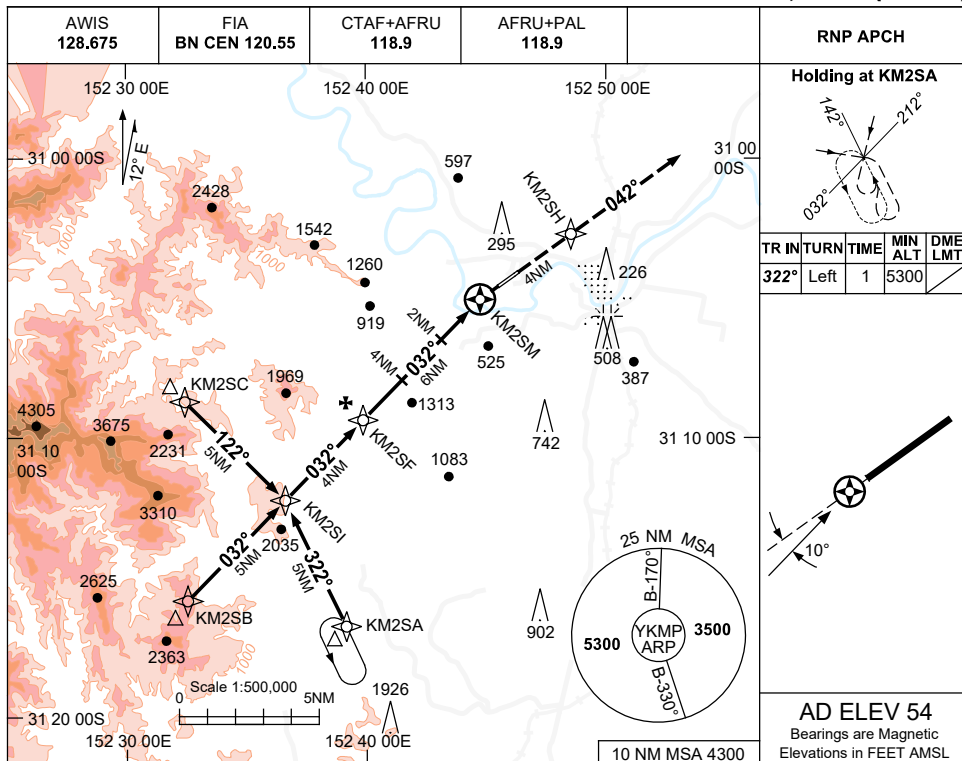 AWIS
128.675
FIA
BN CEN 120.55
CTAF+AFRU
118.9
AFRU+PAL
118.9
RNP APCH
152 30 00E
152 40 00E
152 50 00E
31 00 00S
31 00
00S
12° E
597
2428
1542
295
1260
919
226
KM2SH
042°
4NM
KM2SM
2NM
032°
6NM
4NM
525
508
387
KM2SC
1969
1313
4305
3675
2231
31 10
00S
122°
5NM
032°
4NM
KM2SF
742
31 10 00S
1083
3310
KM2SI
2035
032°
5NM
322°
5NM
2625
KM2SB
2363
KM2SA
902
1926
1000
1000
1000
Scale 1:500,000
0
5NM
31 20 00S
152 30 00E
152 40 00E
25 NM MSA
B-170°
5300
YKMP
ARP
3500
B-330°
10 NM MSA 4300
Holding at KM2SA
142°
212°
032°
TR IN TURN TIME MIN ALT DME LMT
322° Left 1 5300
10°
AD ELEV 54
Bearings are Magnetic
Elevations in FEET AMSL